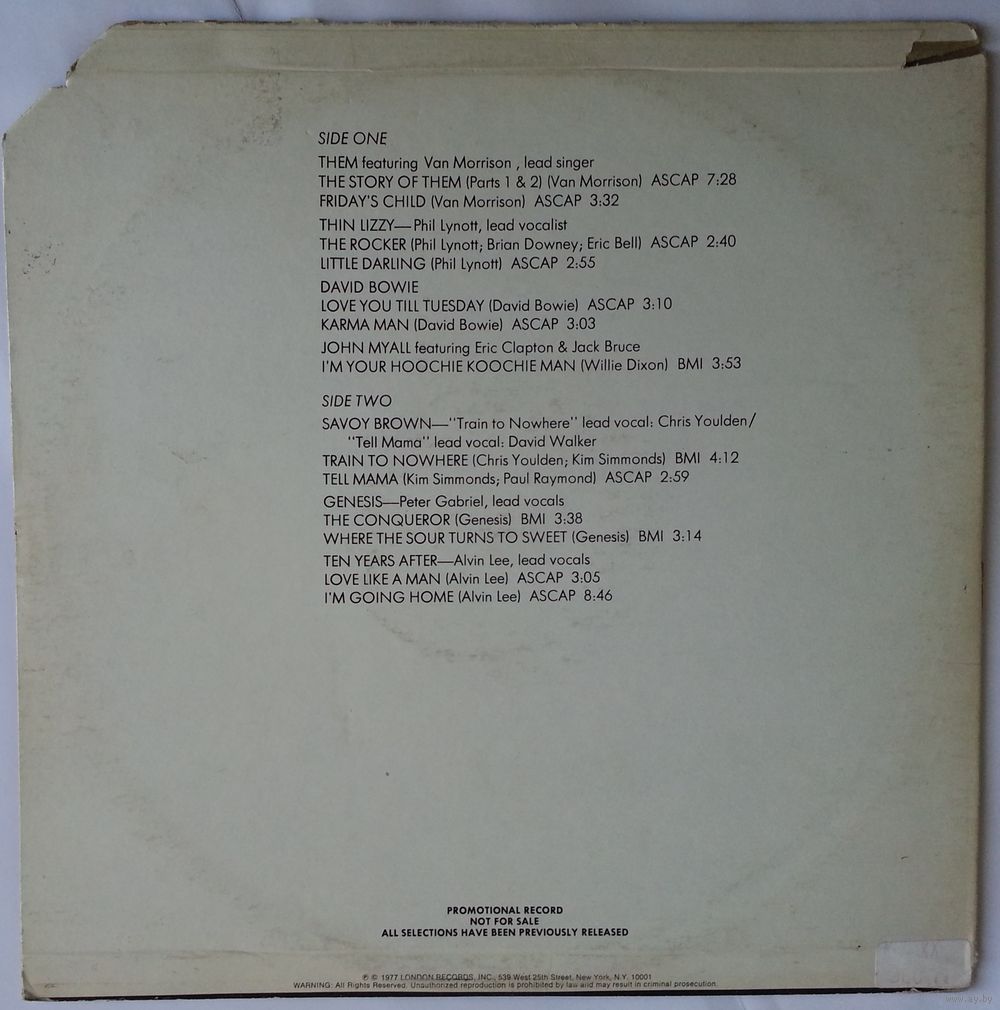 SIDE ONE
THEM featuring Van Morrison , lead singer
THE STORY OF THEM (Parts 1 & 2) (Van Morrison) ASCAP 7:28
FRIDAY'S CHILD (Van Morrison) ASCAP 3:32
THIN LIZZY—Phil Lynott, lead vocalist
THE ROCKER (Phil Lynott; Brian Downey; Eric Bell) ASCAP 2:40
LITTLE DARLING (Phil Lynott) ASCAP 2:55
DAVID BOWIE
LOVE YOU TILL TUESDAY (David Bowie) ASCAP 3:10
KARMA MAN (David Bowie) ASCAP 3:03
JOHN MYALL featuring Eric Clapton & Jack Bruce
I'M YOUR HOOCHIE KOOCHIE MAN (Willie Dixon) BMI 3:53
SIDE TWO
SAVOY BROWN—"Train to Nowhere" lead vocal: Chris Youlden/
"Tell Mama" lead vocal: David Walker
TRAIN TO NOWHERE (Chris Youlden; Kim Simmonds) BMI 4:12
TELL MAMA (Kim Simmonds; Paul Raymond) ASCAP 2:59
GENESIS—Peter Gabriel, lead vocals
THE CONQUEROR (Genesis) BMI 3:38
WHERE THE SOUR TURNS TO SWEET (Genesis) BMI 3:14
TEN YEARS AFTER—Alvin Lee, lead vocals
LOVE LIKE A MAN (Alvin Lee) ASCAP 3:05
I'M GOING HOME (Alvin Lee) ASCAP 8:46
PROMOTIONAL RECORD
NOT FOR SALE
ALL SELECTIONS HAVE BEEN PREVIOUSLY RELEASED
℗ © 1977 LONDON RECORDS, INC., 539 West 25th Street, New York, N.Y. 10001
WARNING: All Rights Reserved. Unauthorized reproduction is prohibited by law and may result in criminal prosecution.
www.ay.by